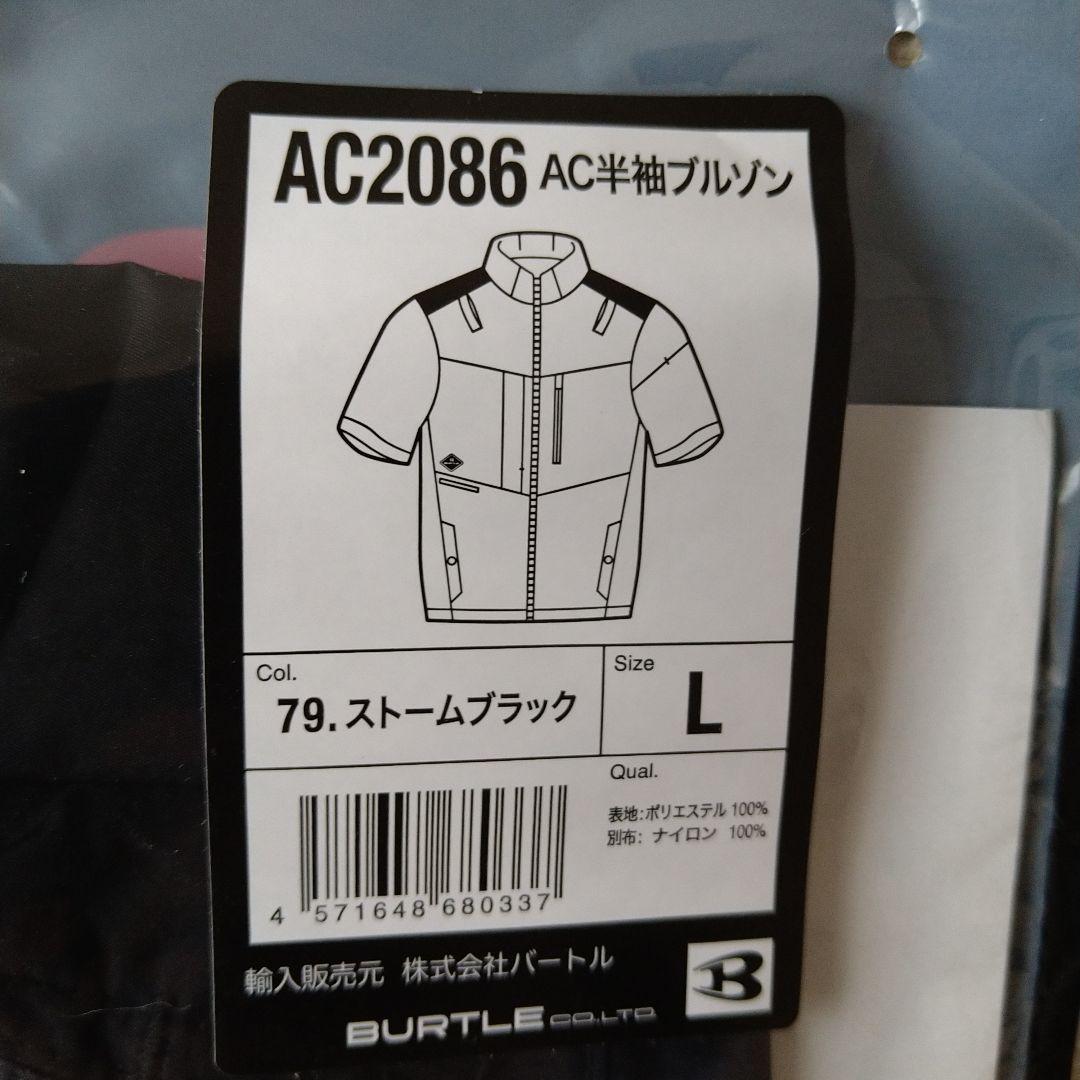 AC2086 AC半袖ブルゾン
Col.
79.ストームブラック
Size
L
Qual.
表地:ポリエステル 100%
別布: ナイロン 100%
4 571648 680337
輸入販売元 株式会社バートル
BURTLE CO.,LTD.
B